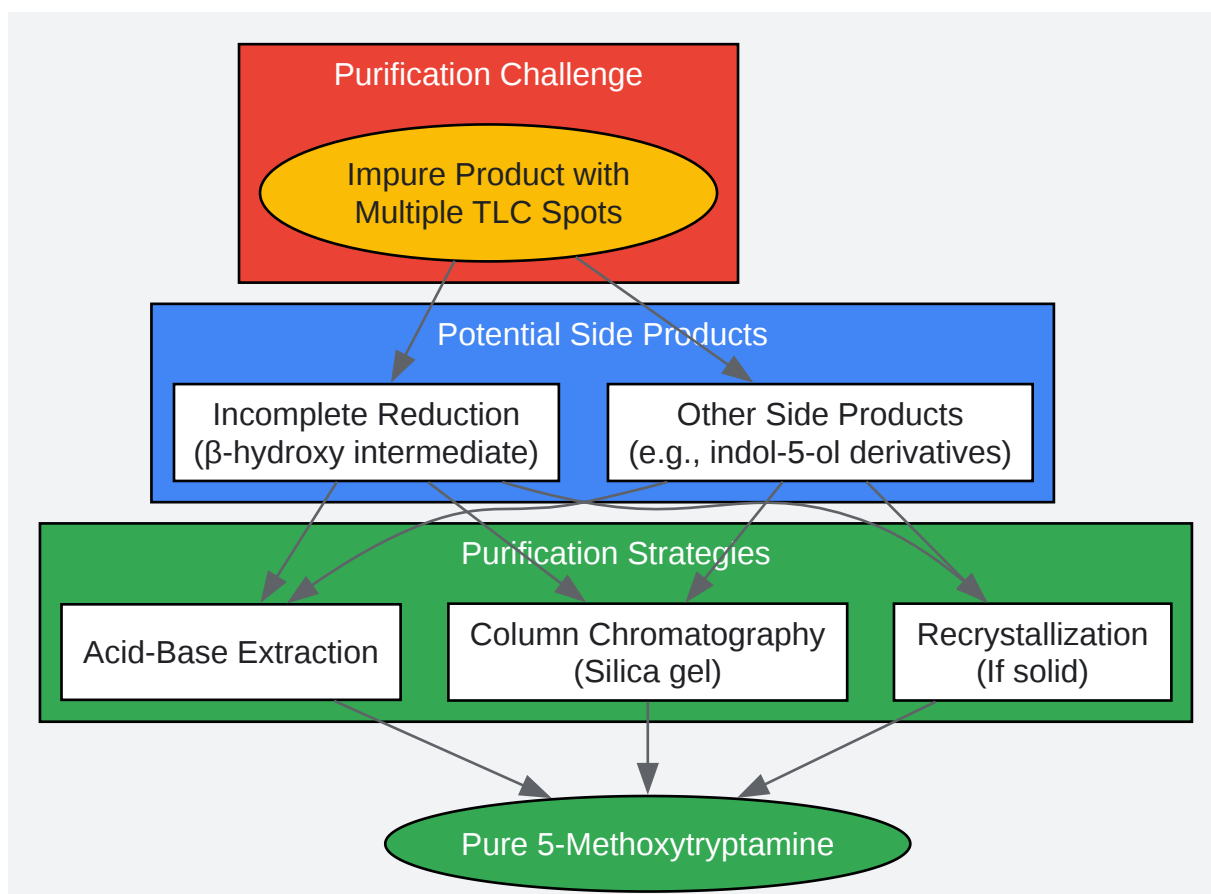 Purification Challenge
Impure Product with
Multiple TLC Spots
Potential Side Products
Incomplete Reduction
(β-hydroxy intermediate)
Other Side Products
(e.g., indol-5-ol derivatives)
Purification Strategies
Acid-Base Extraction
Column Chromatography
(Silica gel)
Recrystallization
(If solid)
Pure 5-Methoxytryptamine